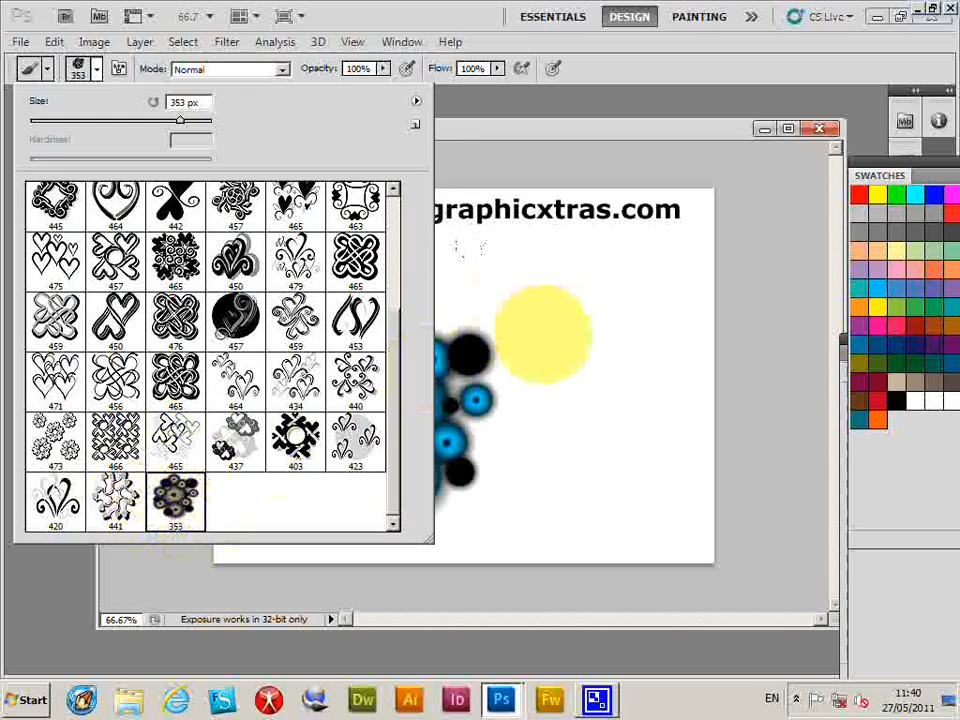 Ps Br Mb 66.7 ESSENTIALS DESIGN PAINTING CS Live
File Edit Image Layer Select Filter Analysis 3D View Window Help
353 Mode: Normal Opacity: 100% Flow: 100%
Size: 353 px
Hardness:
Mb
SWATCHES
graphicxtras.com
445 464 442 457 465 463
475 457 465 450 479 465
459 450 476 457 465 453
471 456 465 464 434 440
473 466 465 437 403 423
420 441 353
66.67% Exposure works in 32-bit only
Start FS Dw Ai Id Ps Fw EN 11:40
27/05/2011